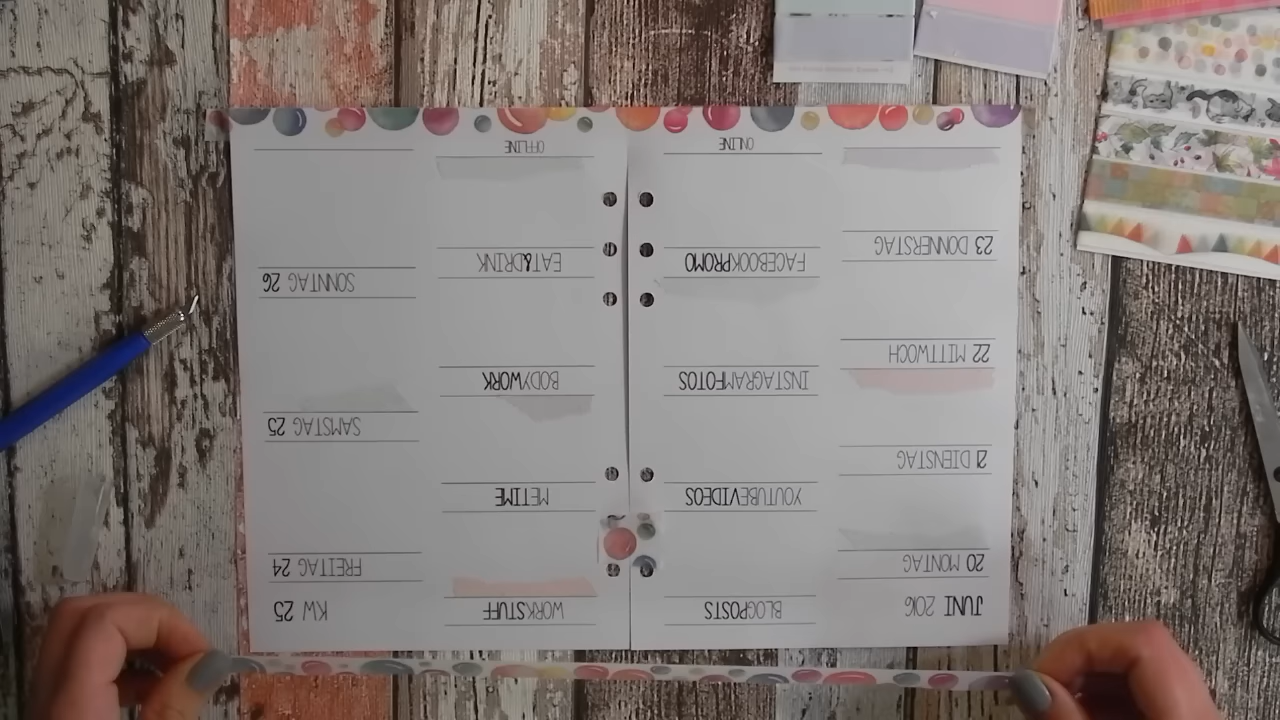 JUNI 2016
20 MONTAG
21 DIENSTAG
22 MITTWOCH
23 DONNERSTAG
BLOGPOSTS
YOUTUBEVIDEOS
INSTAGRAMFOTOS
FACEBOOKPROMO
ONLINE
WORKSTUFF
METIME
BODYWORK
EAT&DRINK
OFFLINE
KW 25
FREITAG 24
SAMSTAG 25
SONNTAG 26